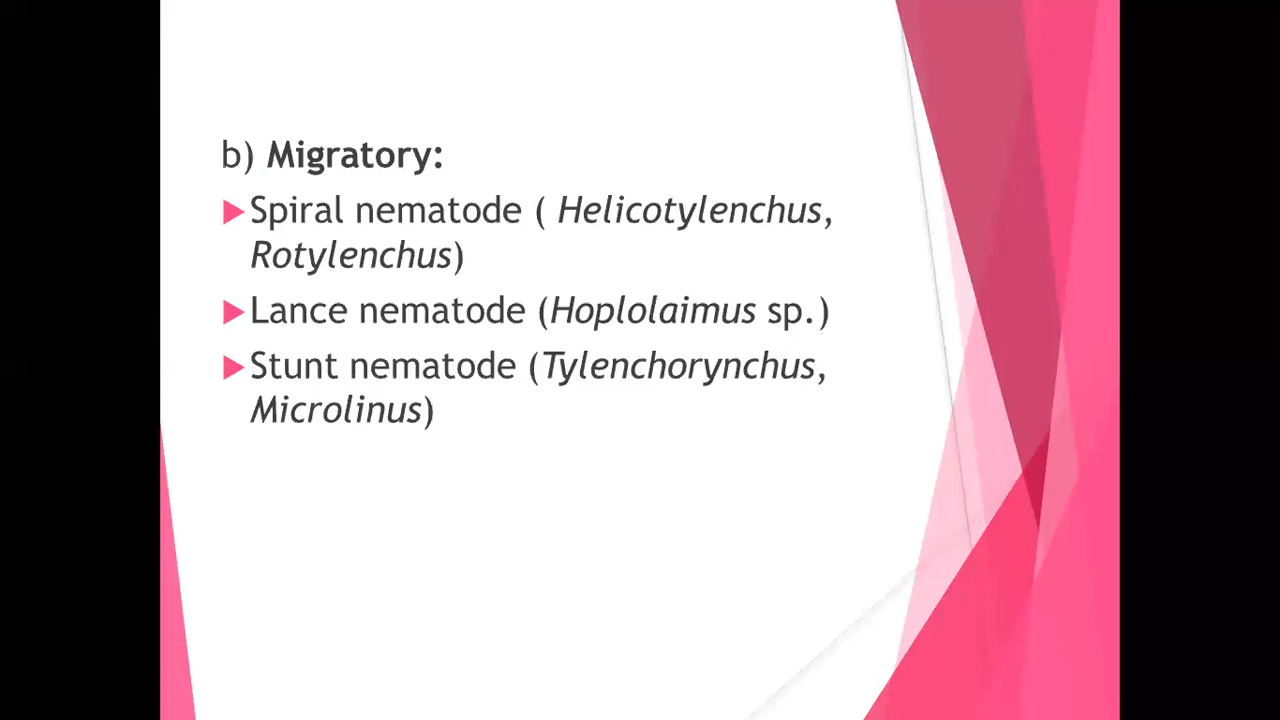 b) Migratory:
Spiral nematode ( Helicotylenchus,
Rotylenchus)
Lance nematode (Hoplolaimus sp.)
Stunt nematode (Tylenchorynchus,
Microlinus)